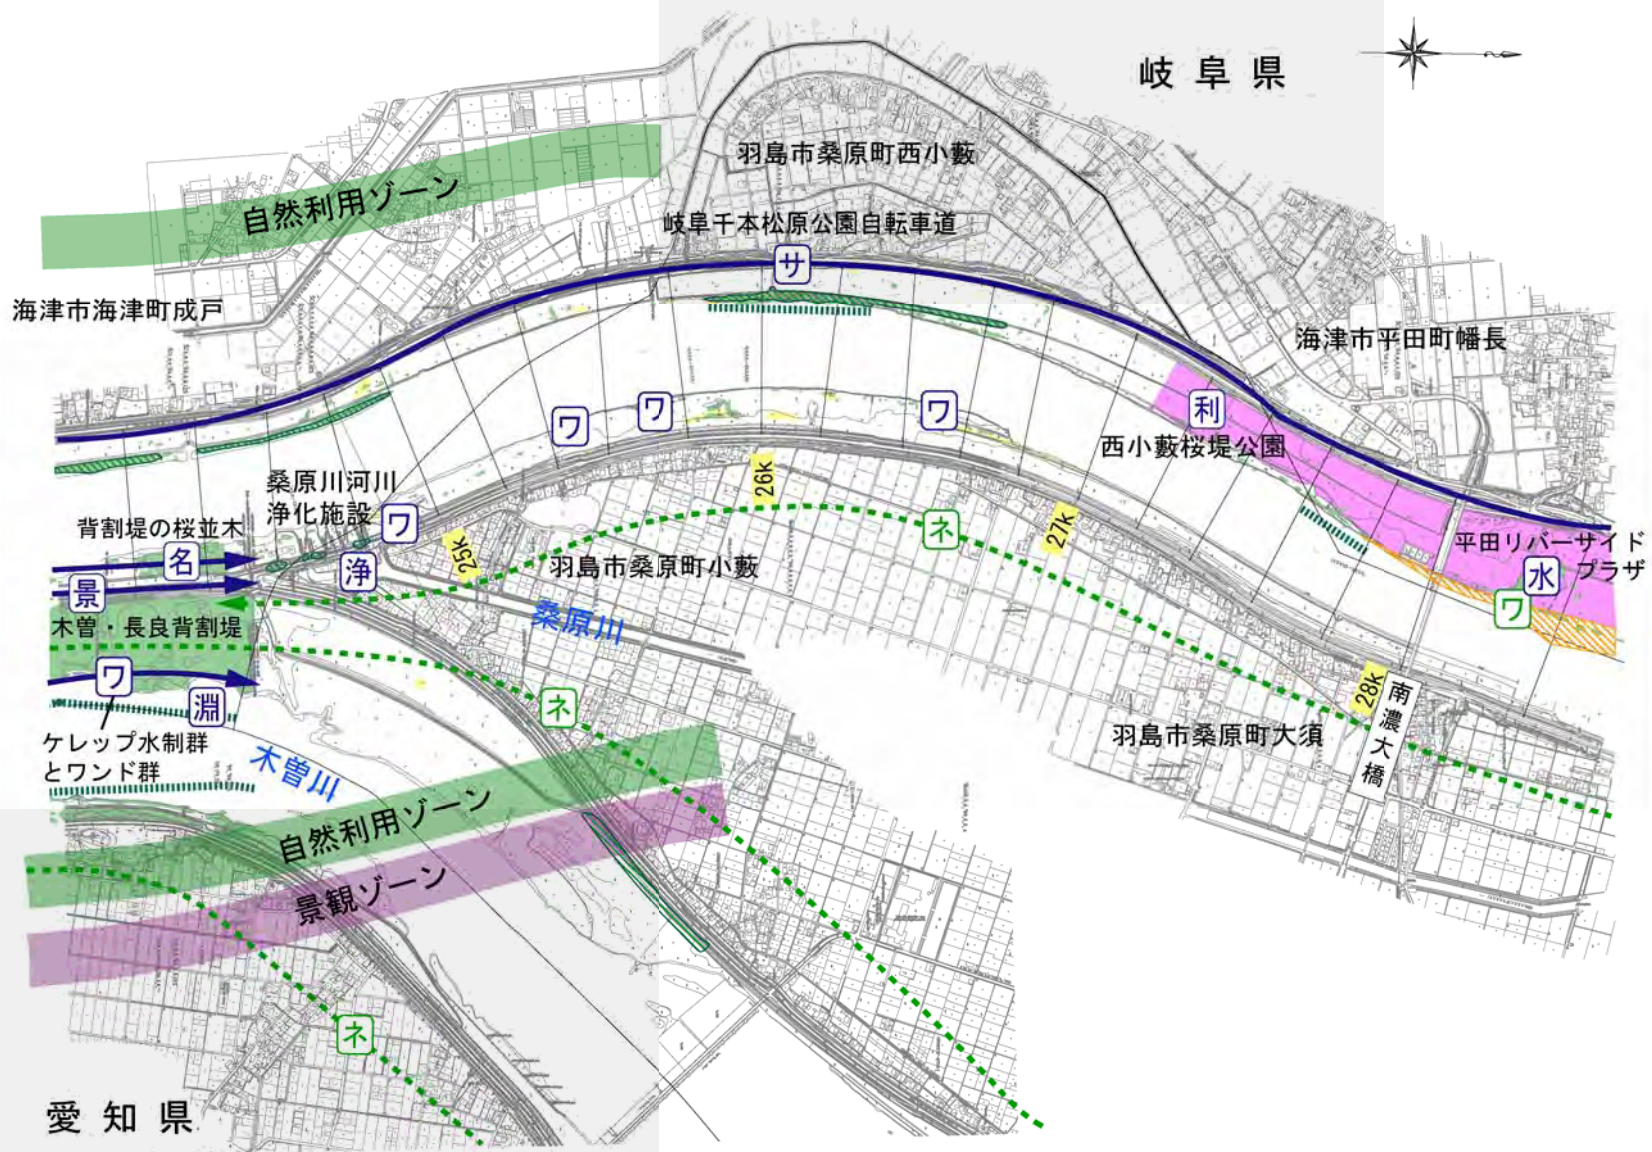 岐阜県
羽島市桑原町西小藪
自然利用ゾーン
岐阜千本松原公園自転車道
サ
海津市海津町成戸
海津市平田町幡長
利
ワ
ワ
ワ
西小藪桜堤公園
桑原川河川
浄化施設
26k
背割堤の桜並木
ワ
ネ
27k
名
25k
浄
羽島市桑原町小藪
平田リバーサイド
プラザ
水
景
ワ
木曽・長良背割堤
桑原川
ワ
淵
ネ
28k
南濃大橋
羽島市桑原町大須
ケレップ水制群
とワンド群
木曽川
自然利用ゾーン
景観ゾーン
ネ
愛知県